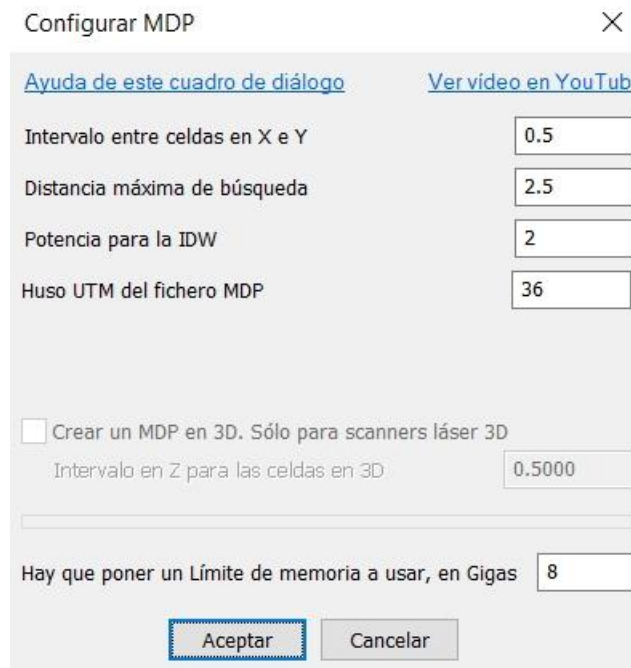 Configurar MDP
Ayuda de este cuadro de diálogo Ver vídeo en YouTub
Intervalo entre celdas en X e Y 0.5
Distancia máxima de búsqueda 2.5
Potencia para la IDW 2
Huso UTM del fichero MDP 36
Crear un MDP en 3D. Sólo para scanners láser 3D
Intervalo en Z para las celdas en 3D 0.5000
Hay que poner un Límite de memoria a usar, en Gigas 8
Aceptar Cancelar